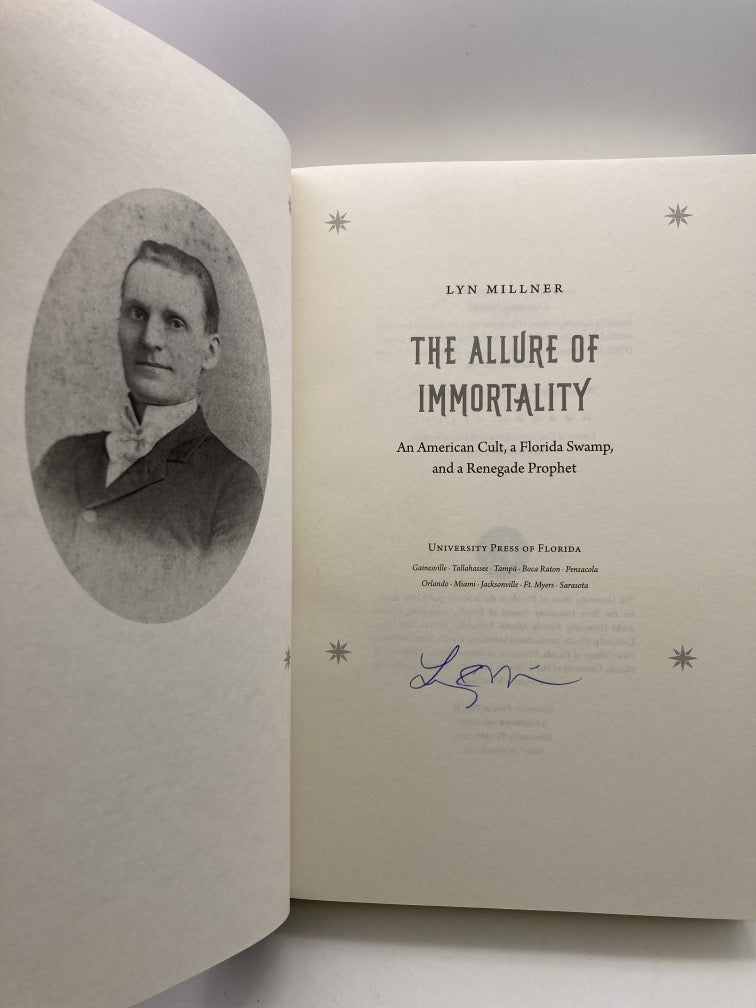 LYN MILLNER
THE ALLURE OF
IMMORTALITY
An American Cult, a Florida Swamp,
and a Renegade Prophet
UNIVERSITY PRESS OF FLORIDA
Gainesville · Tallahassee · Tampa · Boca Raton · Pensacola
Orlando · Miami · Jacksonville · Ft. Myers · Sarasota